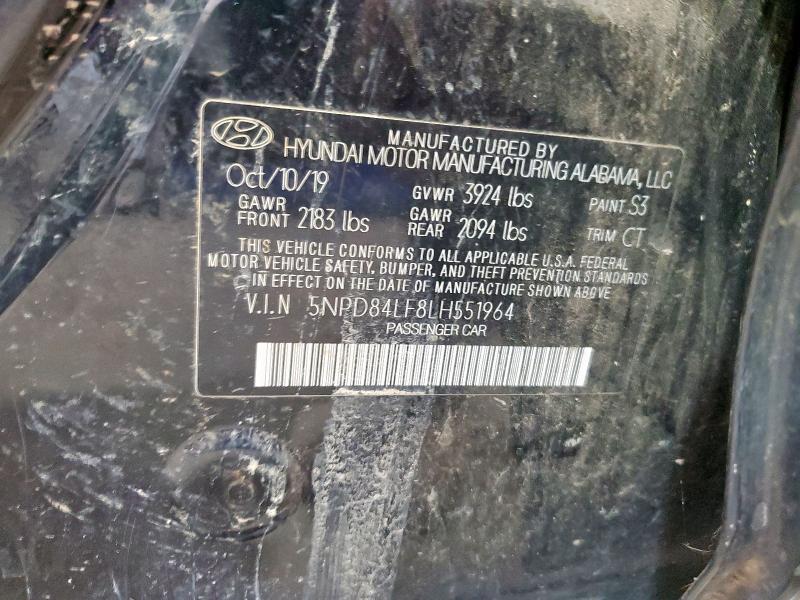 MANUFACTURED BY
HYUNDAI MOTOR MANUFACTURING ALABAMA, LLC
Oct/10/19 GVWR 3924 lbs PAINT S3
GAWR FRONT 2183 lbs GAWR REAR 2094 lbs TRIM CT
THIS VEHICLE CONFORMS TO ALL APPLICABLE U.S.A. FEDERAL
MOTOR VEHICLE SAFETY, BUMPER, AND THEFT PREVENTION STANDARDS
IN EFFECT ON THE DATE OF MANUFACTURE SHOWN ABOVE
V.I.N 5NPD84LF8LH551964
PASSENGER CAR